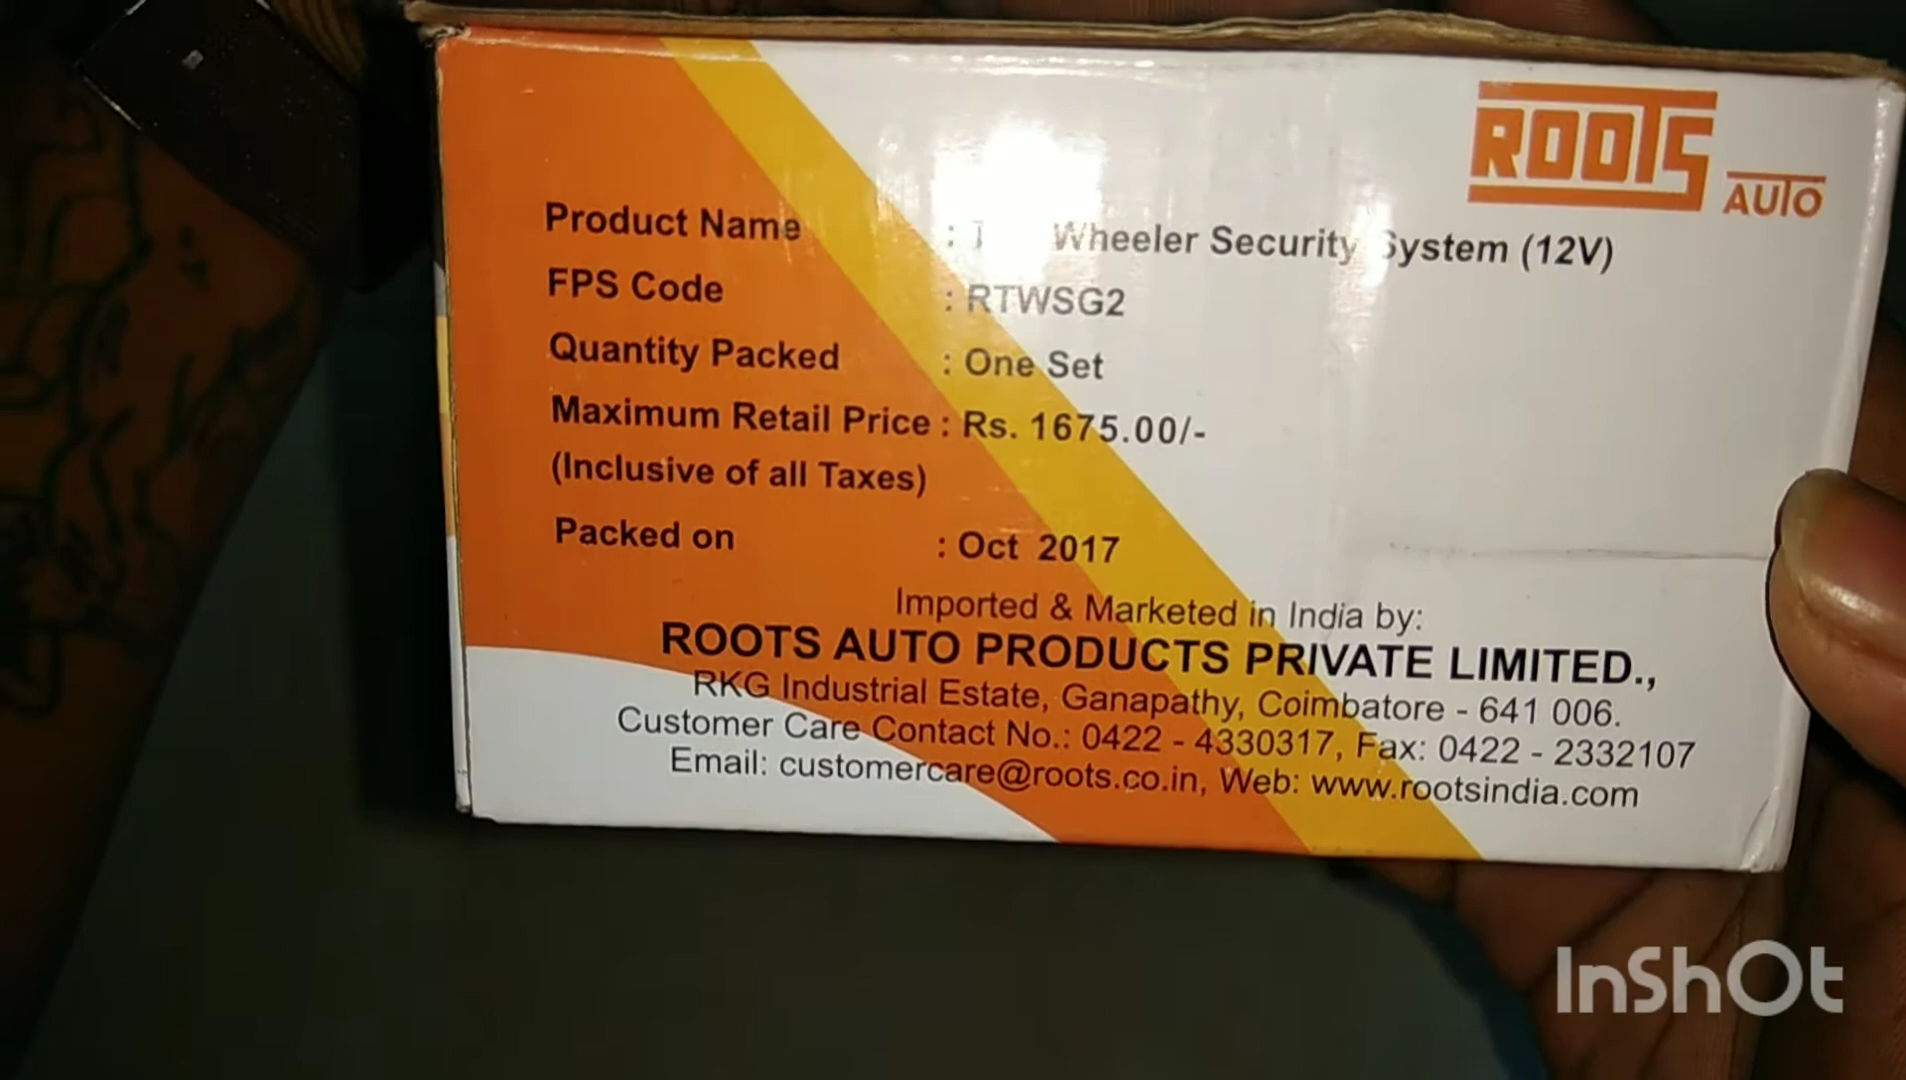 ROOTS AUTO
Product Name : Wheeler Security System (12V)
FPS Code : RTWSG2
Quantity Packed : One Set
Maximum Retail Price : Rs. 1675.00/-
(Inclusive of all Taxes)
Packed on : Oct 2017
Imported & Marketed in India by:
ROOTS AUTO PRODUCTS PRIVATE LIMITED.,
RKG Industrial Estate, Ganapathy, Coimbatore - 641 006.
Customer Care Contact No.: 0422 - 4330317, Fax: 0422 - 2332107
Email: customercare@roots.co.in, Web: www.rootsindia.com
InShOt